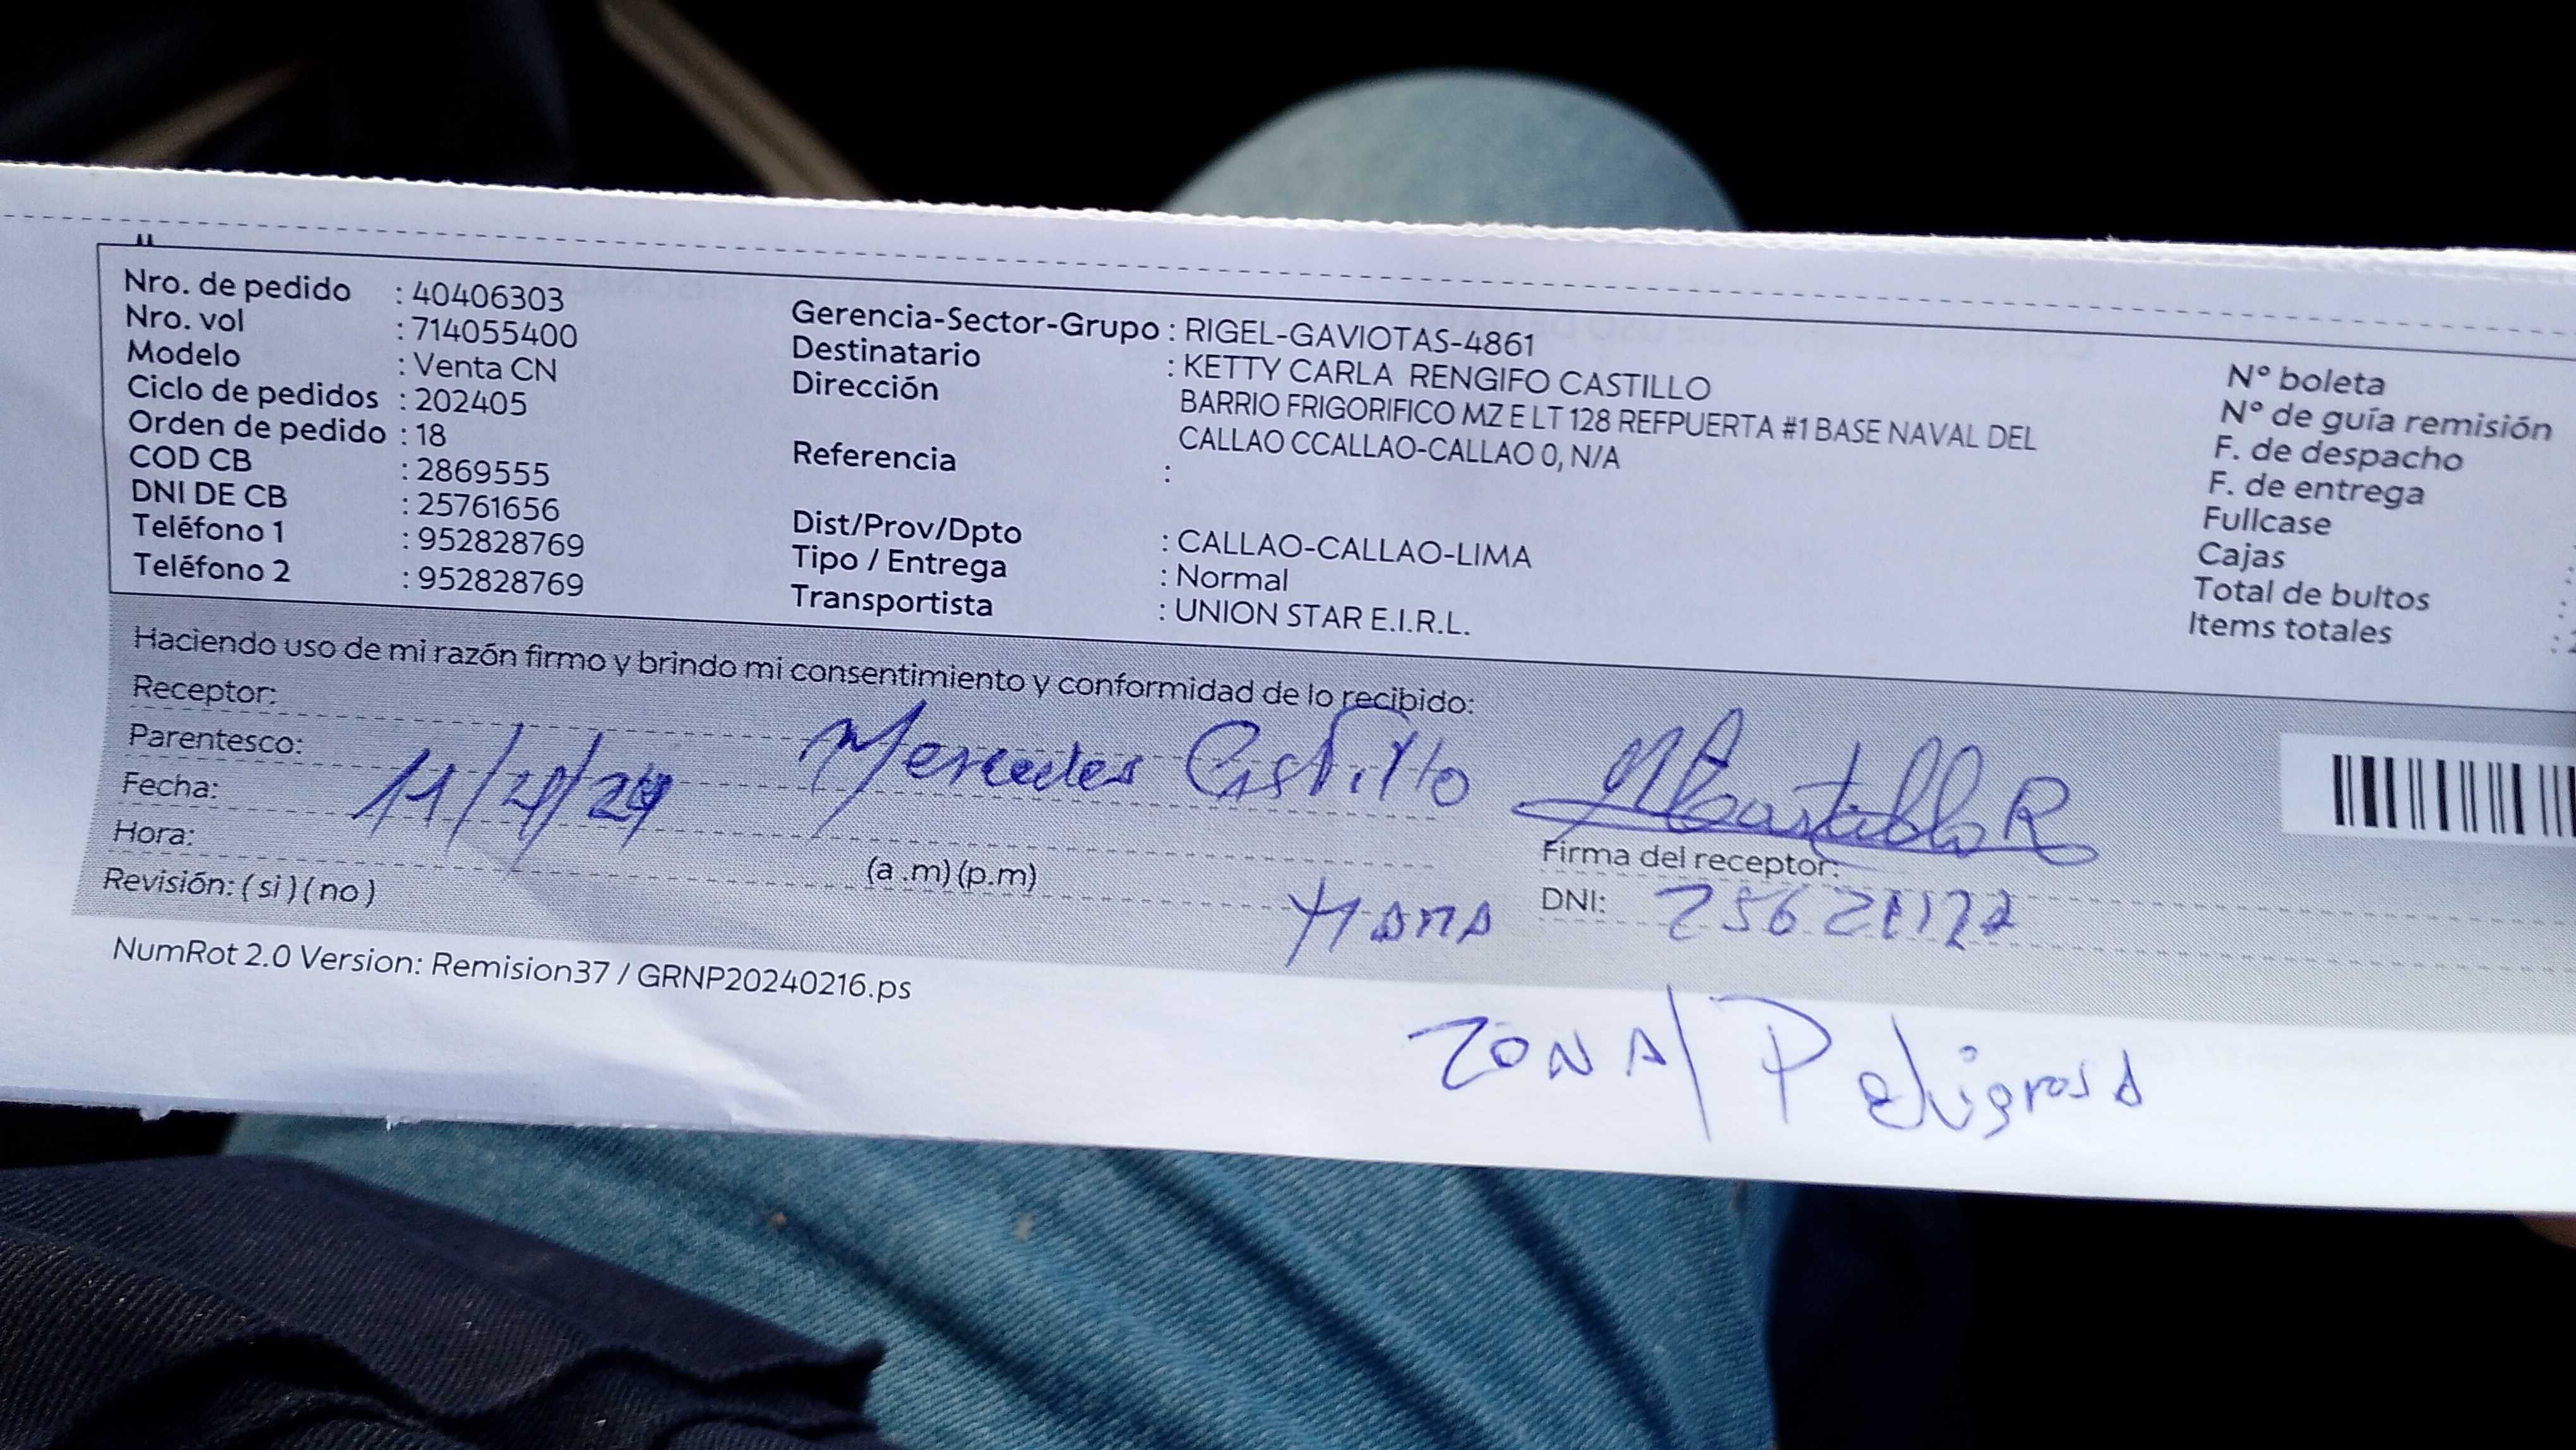 Nro. de pedido : 40406303
Nro. vol : 714055400
Modelo : Venta CN
Ciclo de pedidos : 202405
Orden de pedido : 18
COD CB : 2869555
DNI DE CB : 25761656
Teléfono 1 : 952828769
Teléfono 2 : 952828769
Gerencia-Sector-Grupo : RIGEL-GAVIOTAS-4861
Destinatario : KETTY CARLA RENGIFO CASTILLO
Dirección BARRIO FRIGORIFICO MZ E LT 128 REFPUERTA #1 BASE NAVAL DEL
CALLAO CCALLAO-CALLAO 0, N/A
Referencia :
Dist/Prov/Dpto : CALLAO-CALLAO-LIMA
Tipo / Entrega : Normal
Transportista : UNION STAR E.I.R.L.
N° boleta
N° de guía remisión
F. de despacho
F. de entrega
Fullcase
Cajas :
Total de bultos :
Items totales :
Haciendo uso de mi razón firmo y brindo mi consentimiento y conformidad de lo recibido:
Receptor:
Parentesco: Mercedes Castillo
Fecha: 11/4/24
Hora: (a .m) (p.m)
Revisión: ( si ) ( no )
Firma del receptor:
DNI:
NumRot 2.0 Version: Remision37 / GRNP20240216.ps
ZONA/ Peligrosa